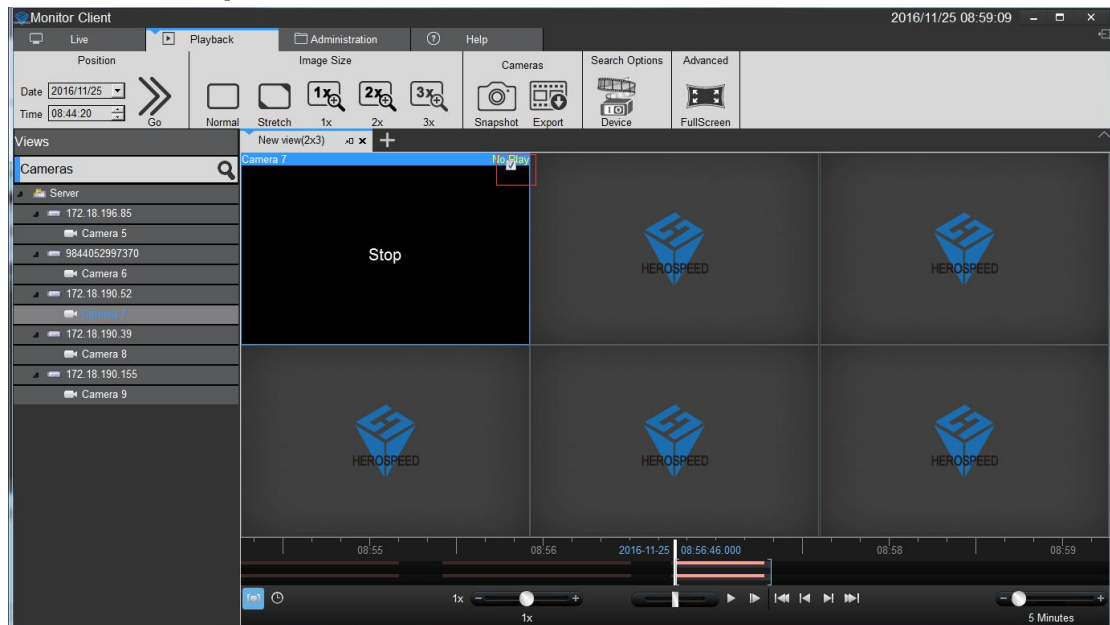 Monitor Client
2016/11/25 08:59:09
Live
Playback
Administration
Help
Position
Image Size
Cameras
Search Options
Advanced
Date 2016/11/25
Time 08:44:20
Go
1x
2x
3x
Normal
Stretch
1x
2x
3x
Snapshot
Export
Device
FullScreen
Views
New view(2x3)
Cameras
Server
172.18.196.85
Camera 5
9844052997370
Camera 6
172.18.190.52
Camera 7
172.18.190.39
Camera 8
172.18.190.155
Camera 9
Camera 7
No Play
Stop
HEROSPEED
HEROSPEED
HEROSPEED
HEROSPEED
HEROSPEED
08:55
08:56
2016-11-25 08:56:46.000
08:58
08:59
1x
1x
5 Minutes